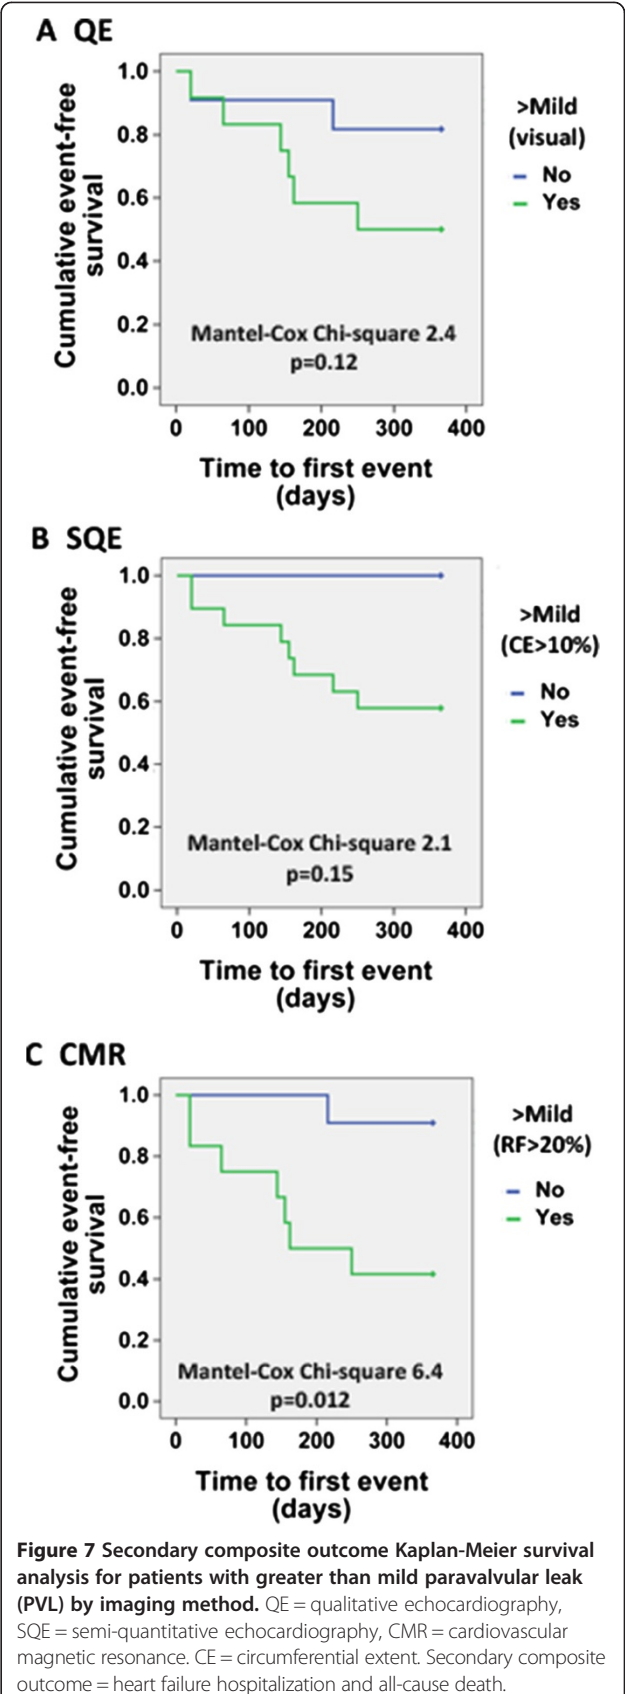 A QE
1.0
0.8
0.6
0.4
0.2
0.0
Cumulative event-free
survival
Mantel-Cox Chi-square 2.4
p=0.12
0 100 200 300 400
Time to first event
(days)
>Mild
(visual)
No
Yes
B SQE
1.0
0.8
0.6
0.4
0.2
0.0
Cumulative event-free
survival
Mantel-Cox Chi-square 2.1
p=0.15
0 100 200 300 400
Time to first event
(days)
>Mild
(CE>10%)
No
Yes
C CMR
1.0
0.8
0.6
0.4
0.2
0.0
Cumulative event-free
survival
Mantel-Cox Chi-square 6.4
p=0.012
0 100 200 300 400
Time to first event
(days)
>Mild
(RF>20%)
No
Yes
Figure 7 Secondary composite outcome Kaplan-Meier survival
analysis for patients with greater than mild paravalvular leak
(PVL) by imaging method. QE = qualitative echocardiography,
SQE = semi-quantitative echocardiography, CMR = cardiovascular
magnetic resonance. CE = circumferential extent. Secondary composite
outcome = heart failure hospitalization and all-cause death.